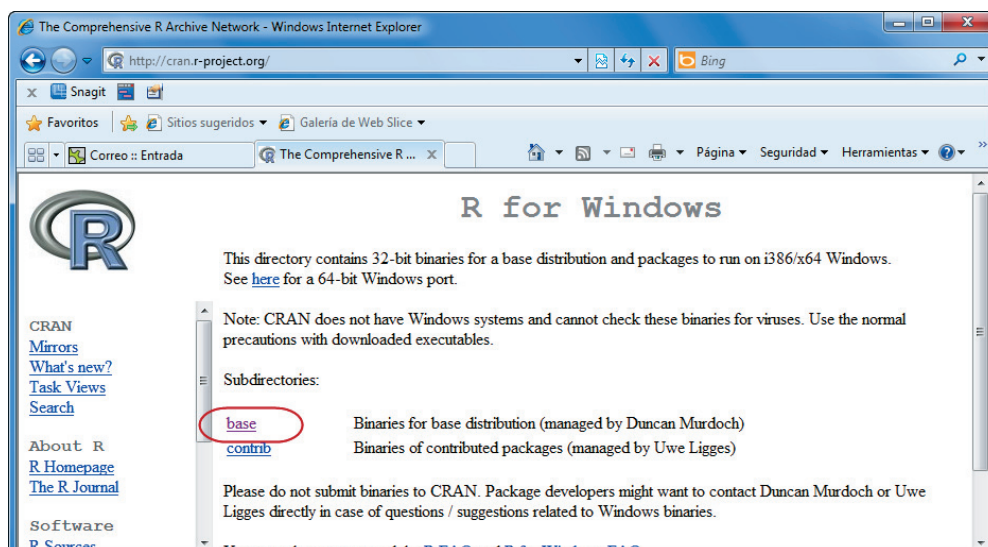 The Comprehensive R Archive Network - Windows Internet Explorer
http://cran.r-project.org/
Bing
x Snagit
Favoritos Sitios sugeridos Galería de Web Slice
Correo :: Entrada The Comprehensive R ... x Página Seguridad Herramientas »
R
CRAN
Mirrors
What's new?
Task Views
Search
About R
R Homepage
The R Journal
Software
R Sources
R for Windows
This directory contains 32-bit binaries for a base distribution and packages to run on i386/x64 Windows.
See here for a 64-bit Windows port.
Note: CRAN does not have Windows systems and cannot check these binaries for viruses. Use the normal
precautions with downloaded executables.
Subdirectories:
base Binaries for base distribution (managed by Duncan Murdoch)
contrib Binaries of contributed packages (managed by Uwe Ligges)
Please do not submit binaries to CRAN. Package developers might want to contact Duncan Murdoch or Uwe
Ligges directly in case of questions / suggestions related to Windows binaries.